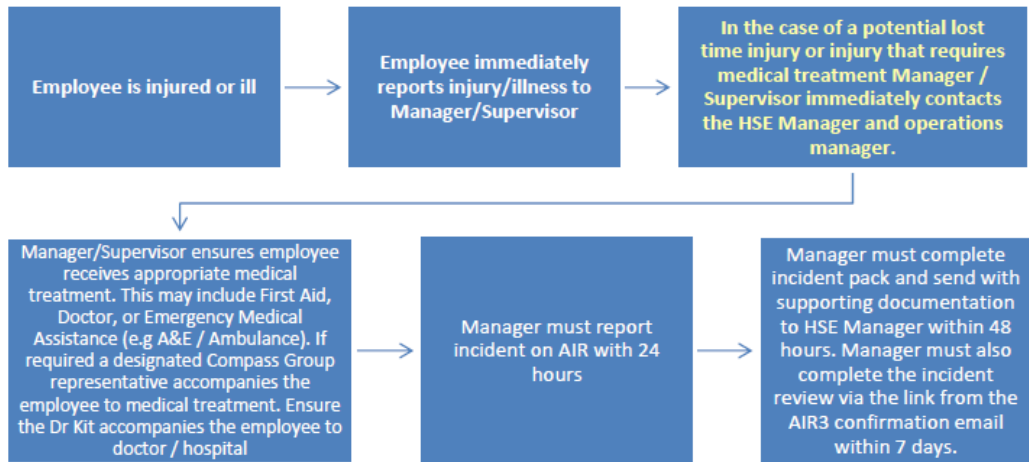 Employee is injured or ill
Employee immediately
reports injury/illness to
Manager/Supervisor
In the case of a potential lost
time injury or injury that requires
medical treatment Manager /
Supervisor immediately contacts
the HSE Manager and operations
manager.
Manager/Supervisor ensures employee
receives appropriate medical
treatment. This may include First Aid,
Doctor, or Emergency Medical
Assistance (e.g A&E / Ambulance). If
required a designated Compass Group
representative accompanies the
employee to medical treatment. Ensure
the Dr Kit accompanies the employee to
doctor / hospital
Manager must report
incident on AIR with 24
hours
Manager must complete
incident pack and send with
supporting documentation
to HSE Manager within 48
hours. Manager must also
complete the incident
review via the link from the
AIR3 confirmation email
within 7 days.